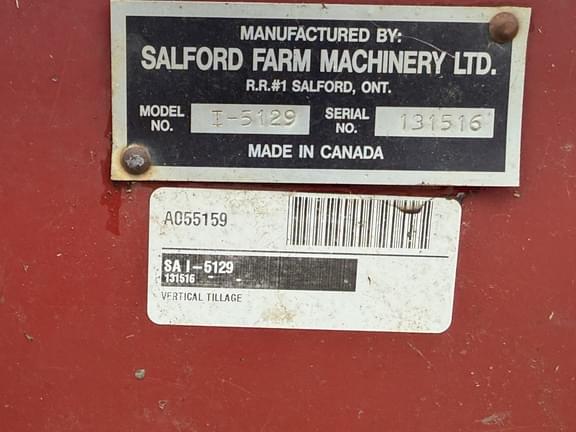 MANUFACTURED BY:
SALFORD FARM MACHINERY LTD.
R.R.#1 SALFORD, ONT.
MODEL NO. I-5129 SERIAL NO. 131516
MADE IN CANADA
A055159
SA I-5129
131516
VERTICAL TILLAGE